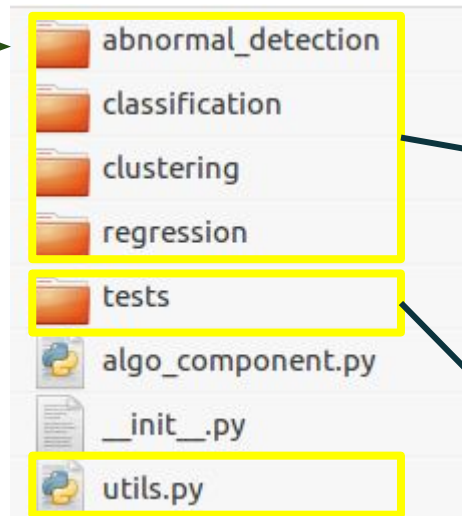 abnormal_detection
classification
clustering
regression
tests
algo_component.py
__init__.py
utils.py